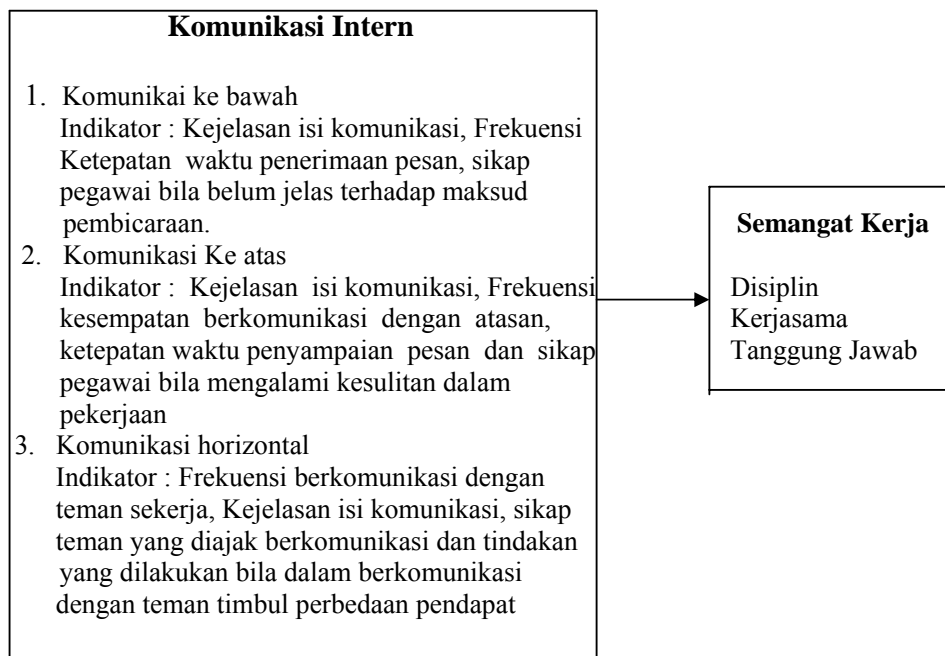 Komunikasi Intern
1. Komunikai ke bawah
Indikator : Kejelasan isi komunikasi, Frekuensi
Ketepatan waktu penerimaan pesan, sikap
pegawai bila belum jelas terhadap maksud
pembicaraan.
2. Komunikasi Ke atas
Indikator : Kejelasan isi komunikasi, Frekuensi
kesempatan berkomunikasi dengan atasan,
ketepatan waktu penyampaian pesan dan sikap
pegawai bila mengalami kesulitan dalam
pekerjaan
3. Komunikasi horizontal
Indikator : Frekuensi berkomunikasi dengan
teman sekerja, Kejelasan isi komunikasi, sikap
teman yang diajak berkomunikasi dan tindakan
yang dilakukan bila dalam berkomunikasi
dengan teman timbul perbedaan pendapat
Semangat Kerja
Disiplin
Kerjasama
Tanggung Jawab